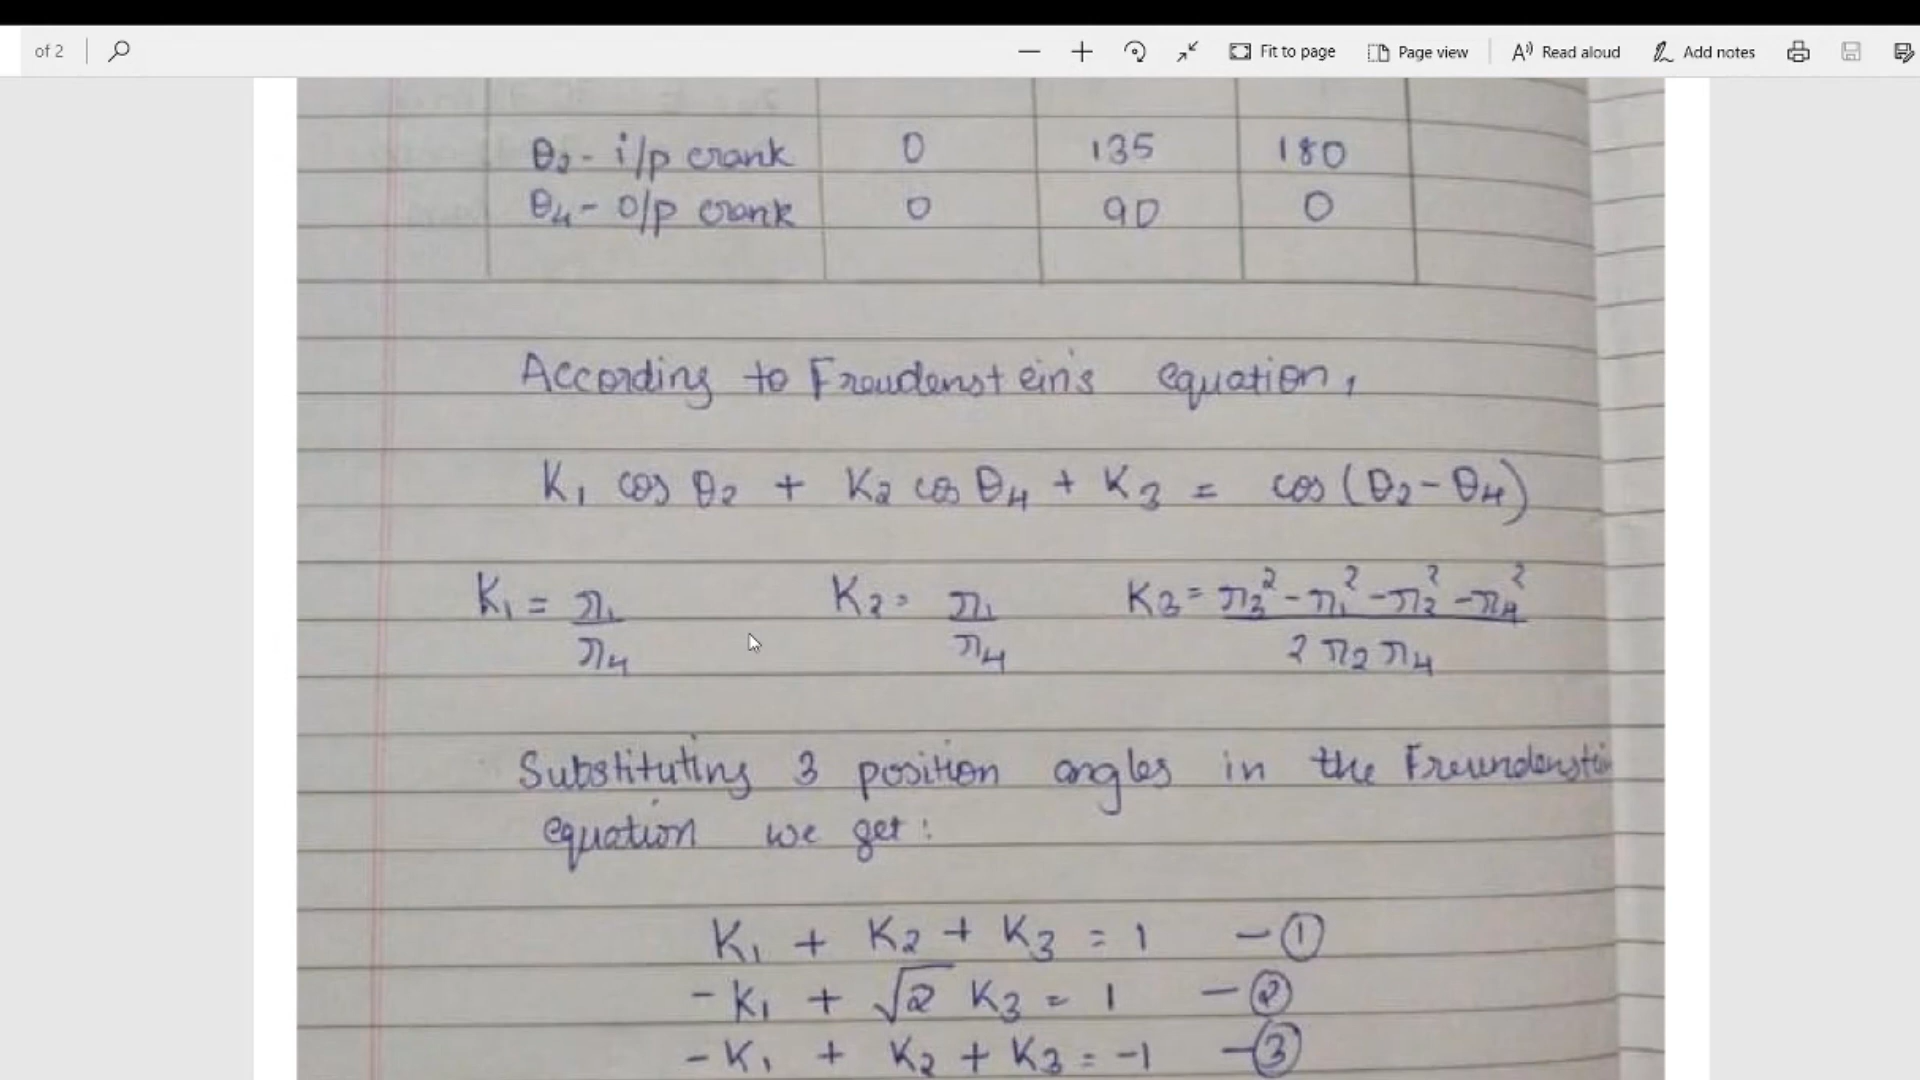 of 2 Fit to page Page view Read aloud Add notes
θ2 - i/p crank 0 135 180
θ4 - o/p crank 0 90 0
According to Freudenstein's equation,
K1 cos θ2 + K2 cos θ4 + K3 = cos (θ2 - θ4)
K1 = r1/r4 K2 = r1/r4 K3 = r3² - r1² - r2² - r4² / 2 r2 r4
Substituting 3 position angles in the
equation we get :
K1 + K2 + K3 = 1 - ①
- K1 + √2 K3 = 1 - ②
- K1 + K2 + K3 = -1 - ③